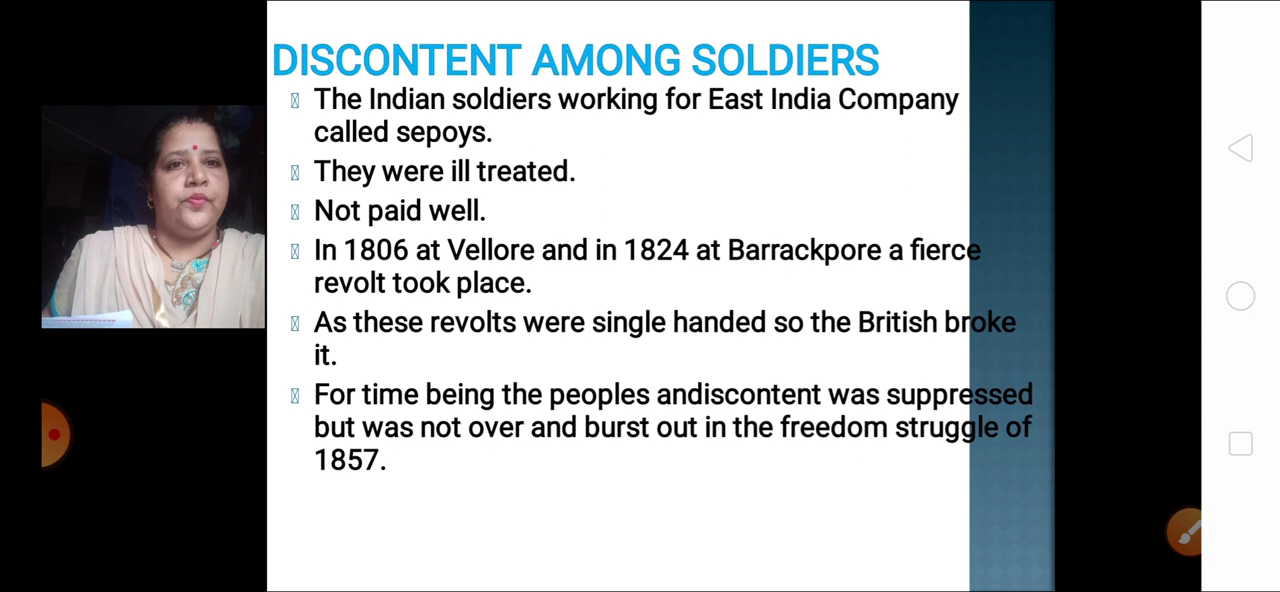 DISCONTENT AMONG SOLDIERS
The Indian soldiers working for East India Company
called sepoys.
They were ill treated.
Not paid well.
In 1806 at Vellore and in 1824 at Barrackpore a fierce
revolt took place.
As these revolts were single handed so the British broke
it.
For time being the peoples andiscontent was suppressed
but was not over and burst out in the freedom struggle of
1857.